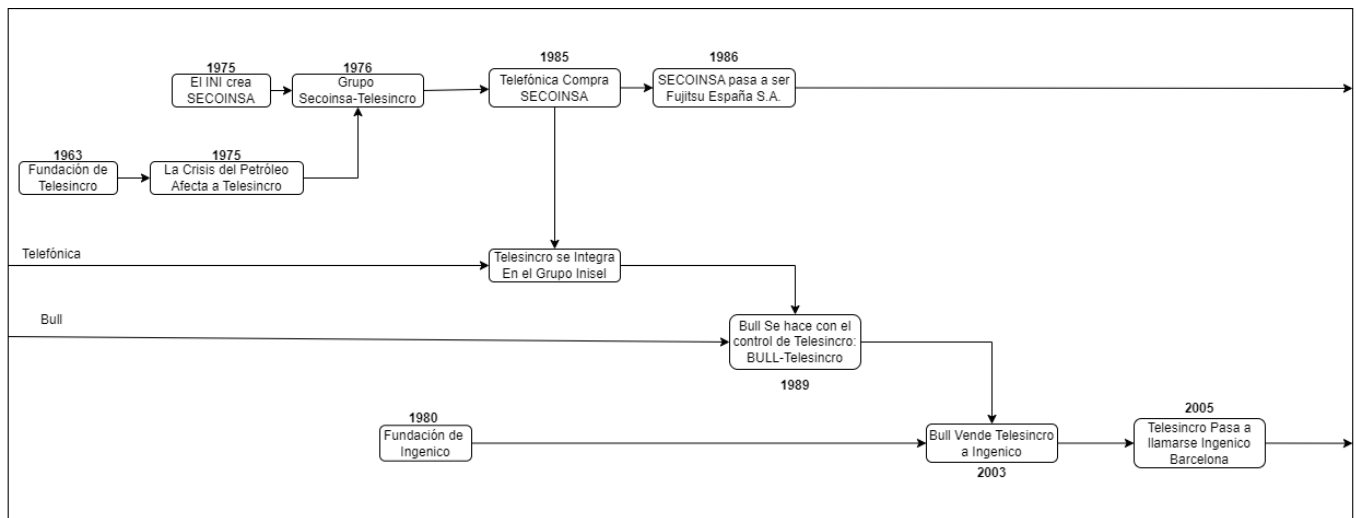 1975
El INI crea
SECOINSA
1976
Grupo
Secoinsa-Telesincro
1985
Telefónica Compra
SECOINSA
1986
SECOINSA pasa a ser
Fujitsu España S.A.
1963
Fundación de
Telesincro
1975
La Crisis del Petróleo
Afecta a Telesincro
Telefónica
Telesincro se Integra
En el Grupo Inisel
Bull
Bull Se hace con el
control de Telesincro:
BULL-Telesincro
1989
1980
Fundación de
Ingenico
Bull Vende Telesincro
a Ingenico
2003
2005
Telesincro Pasa a
llamarse Ingenico
Barcelona